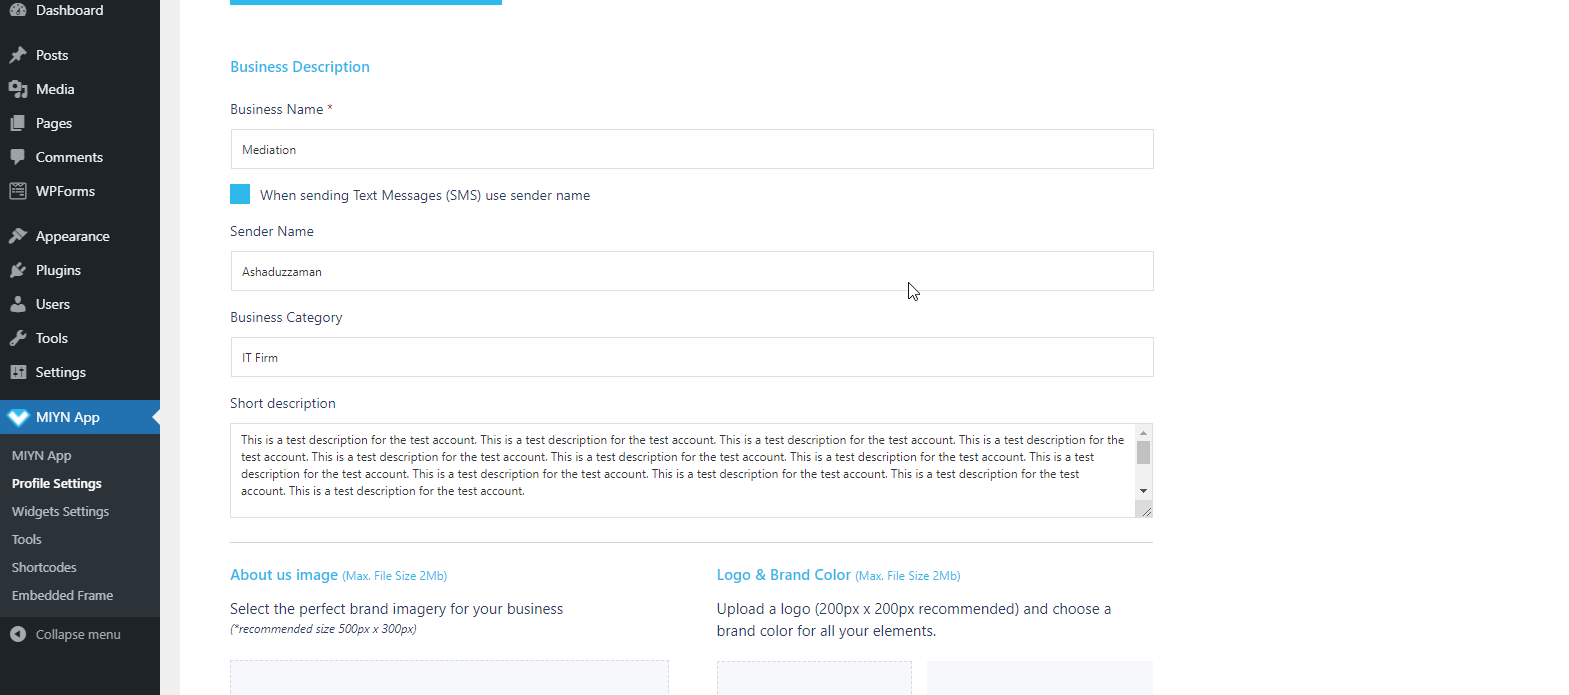 Dashboard
Posts
Media
Pages
Comments
WPForms
Appearance
Plugins
Users
Tools
Settings
MIYN App
MIYN App
Profile Settings
Widgets Settings
Tools
Shortcodes
Embedded Frame
Collapse menu
Business Description
Business Name *
Mediation
When sending Text Messages (SMS) use sender name
Sender Name
Ashaduzzaman
Business Category
IT Firm
Short description
This is a test description for the test account. This is a test description for the test account. This is a test description for the test account. This is a test description for the
test account. This is a test description for the test account. This is a test description for the test account. This is a test description for the test account. This is a test
description for the test account. This is a test description for the test account. This is a test description for the test account. This is a test description for the test
account. This is a test description for the test account.
About us image (Max. File Size 2Mb)
Select the perfect brand imagery for your business
(*recommended size 500px x 300px)
Logo & Brand Color (Max. File Size 2Mb)
Upload a logo (200px x 200px recommended) and choose a
brand color for all your elements.